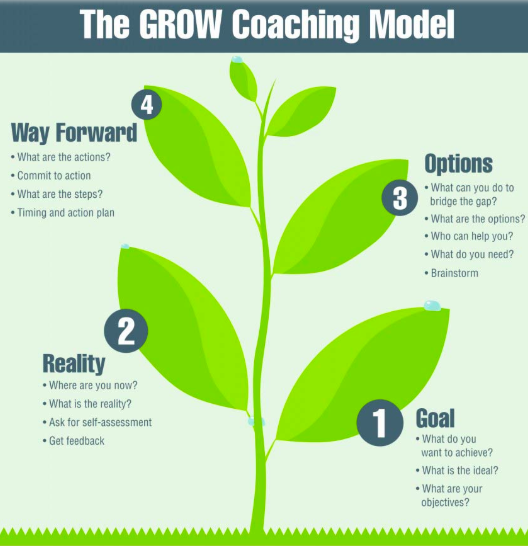 The GROW Coaching Model
4
Way Forward
• What are the actions?
• Commit to action
• What are the steps?
• Timing and action plan
3
Options
• What can you do to
bridge the gap?
• What are the options?
• Who can help you?
• What do you need?
• Brainstorm
2
Reality
• Where are you now?
• What is the reality?
• Ask for self-assessment
• Get feedback
1
Goal
• What do you
want to achieve?
• What is the ideal?
• What are your
objectives?